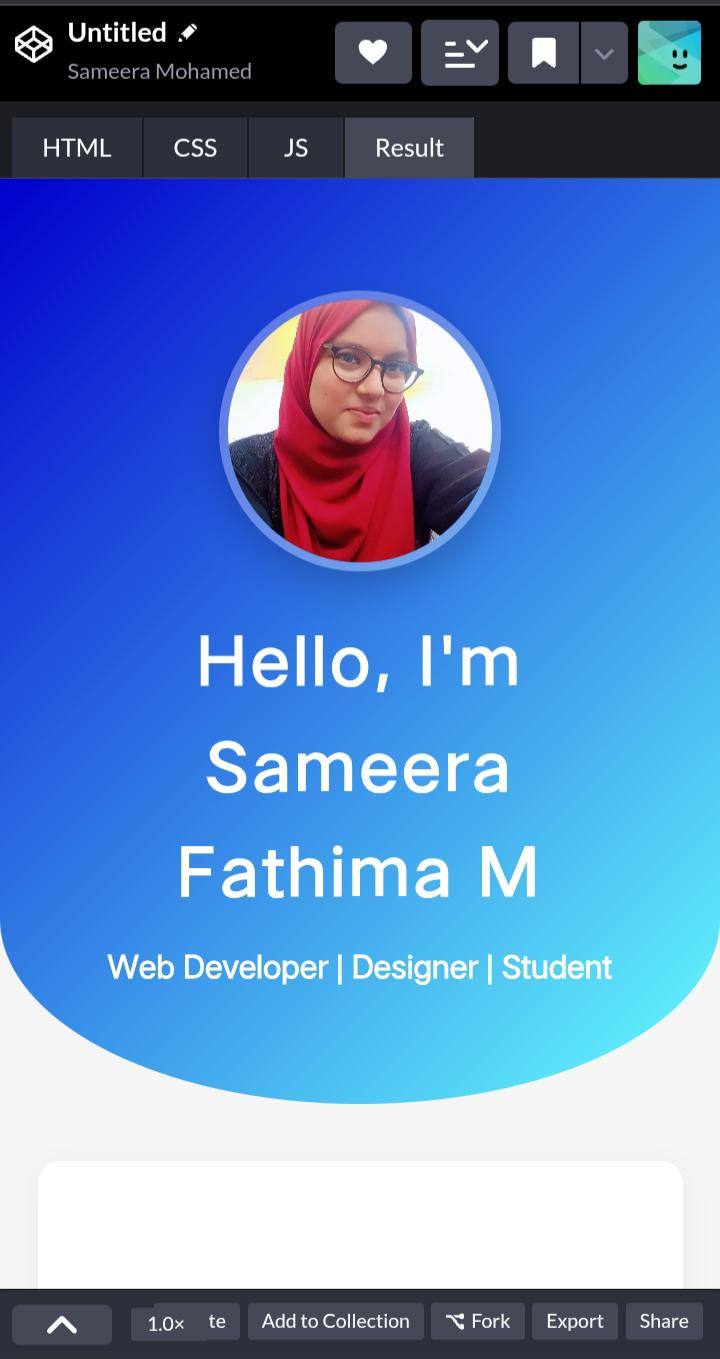 Untitled
Sameera Mohamed
HTML CSS JS Result
Hello, I'm
Sameera
Fathima M
Web Developer | Designer | Student
1.0× te Add to Collection Fork Export Share